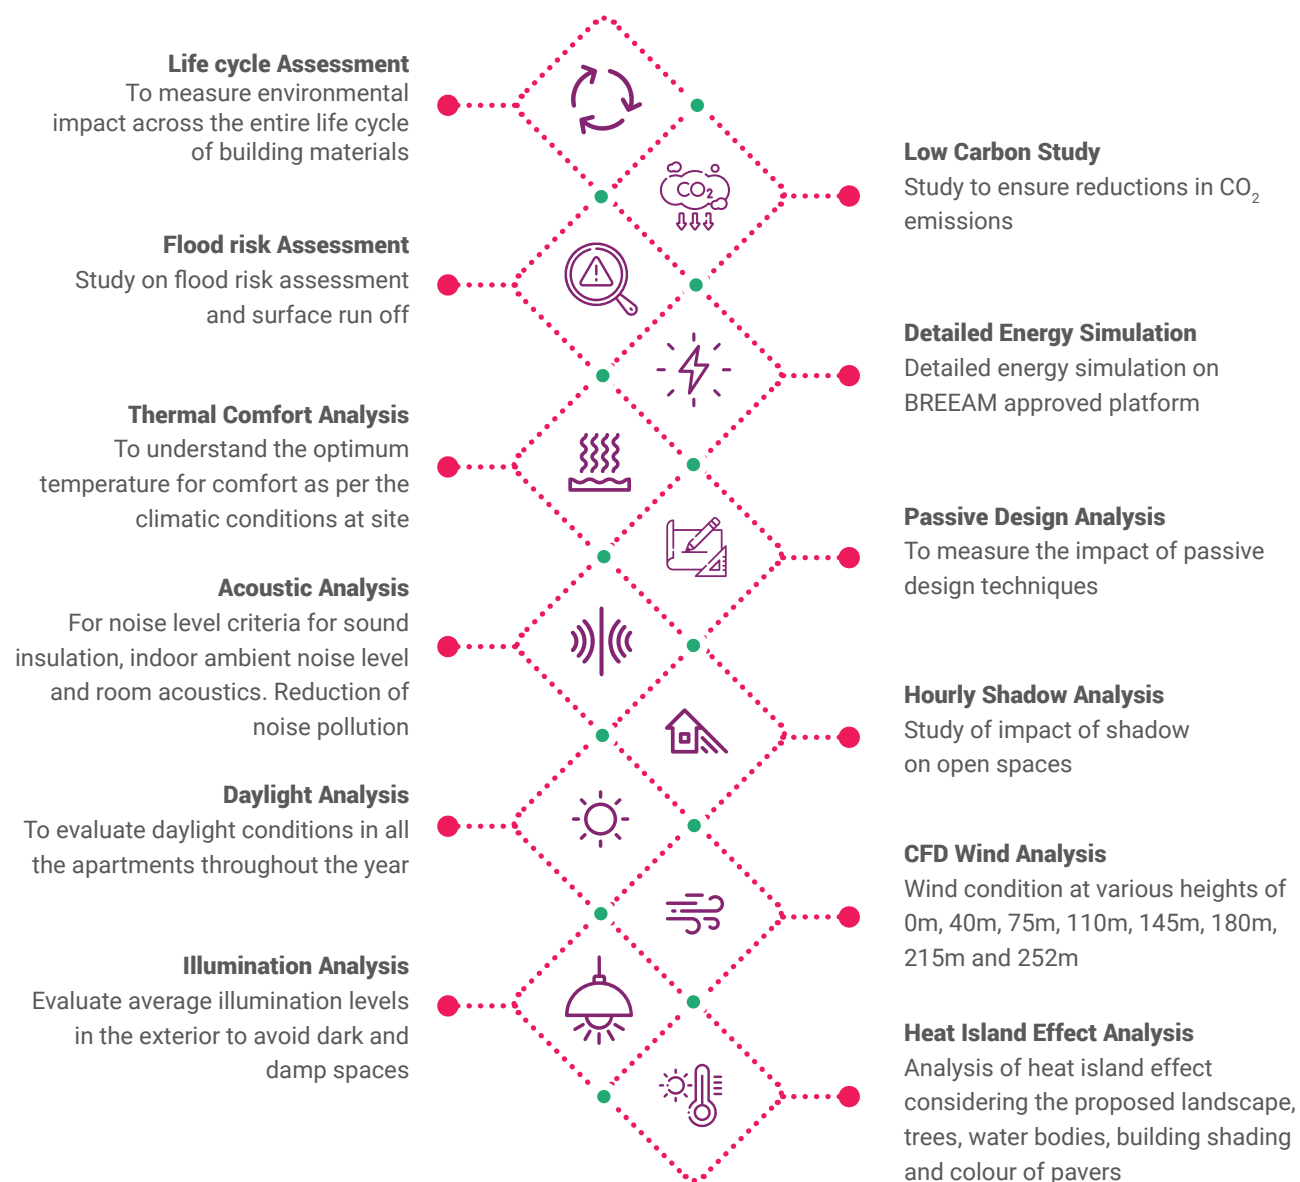 Life cycle Assessment
To measure environmental
impact across the entire life cycle
of building materials
Low Carbon Study
Study to ensure reductions in CO₂
emissions
CO₂
Flood risk Assessment
Study on flood risk assessment
and surface run off
Detailed Energy Simulation
Detailed energy simulation on
BREEAM approved platform
Thermal Comfort Analysis
To understand the optimum
temperature for comfort as per the
climatic conditions at site
Passive Design Analysis
To measure the impact of passive
design techniques
Acoustic Analysis
For noise level criteria for sound
insulation, indoor ambient noise level
and room acoustics. Reduction of
noise pollution
Hourly Shadow Analysis
Study of impact of shadow
on open spaces
Daylight Analysis
To evaluate daylight conditions in all
the apartments throughout the year
CFD Wind Analysis
Wind condition at various heights of
0m, 40m, 75m, 110m, 145m, 180m,
215m and 252m
Illumination Analysis
Evaluate average illumination levels
in the exterior to avoid dark and
damp spaces
Heat Island Effect Analysis
Analysis of heat island effect
considering the proposed landscape,
trees, water bodies, building shading
and colour of pavers